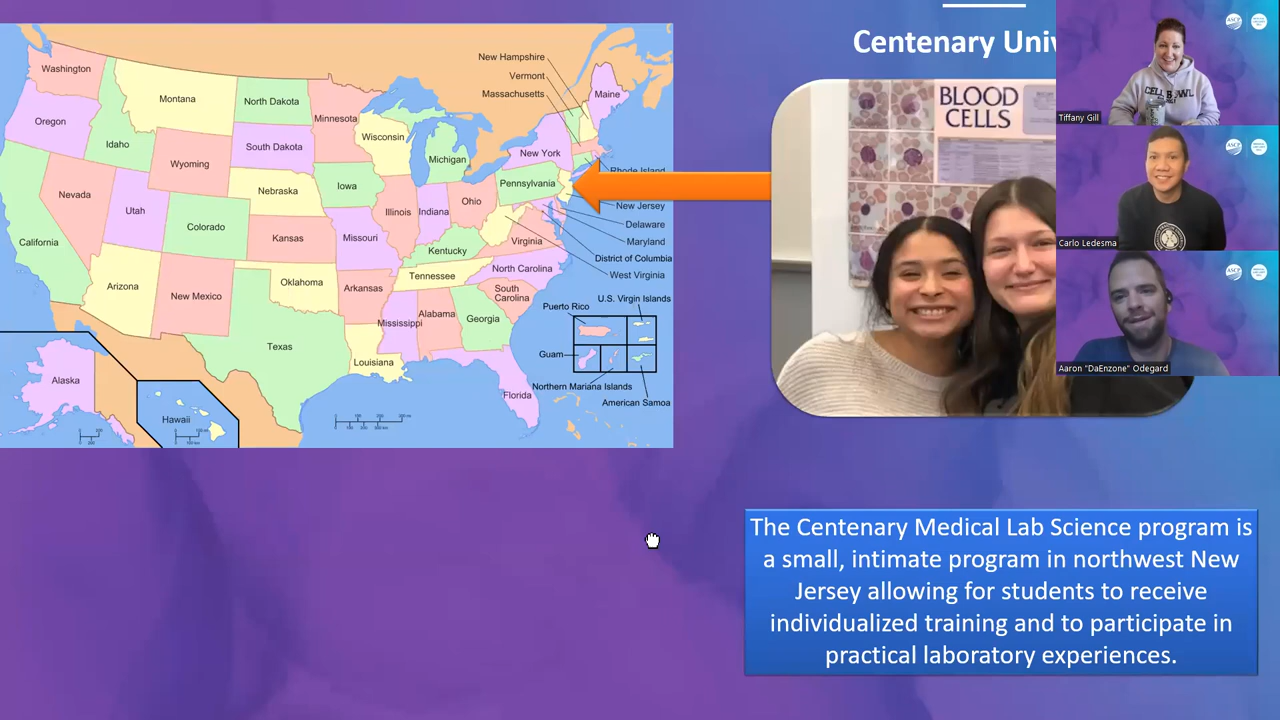 Centenary Univ
Washington
Oregon
California
Nevada
Idaho
Montana
Wyoming
Utah
Arizona
Colorado
New Mexico
North Dakota
South Dakota
Nebraska
Kansas
Oklahoma
Texas
Minnesota
Iowa
Missouri
Arkansas
Louisiana
Wisconsin
Illinois
Michigan
Indiana
Ohio
Kentucky
Tennessee
Mississippi
Alabama
Georgia
Florida
South
Carolina
North Carolina
Virginia
Pennsylvania
New York
Maine
New Hampshire
Vermont
Massachusetts
Rhode Island
New Jersey
Delaware
Maryland
District of Columbia
West Virginia
Puerto Rico
U.S. Virgin Islands
Guam
Northern Mariana Islands
American Samoa
Alaska
Hawaii
BLOOD
CELLS
ASCP
CELL B WL
Tiffany Gill
ASCP
Carlo Ledesma
ASCP
Aaron "DaEnzone" Odegard
The Centenary Medical Lab Science program is
a small, intimate program in northwest New
Jersey allowing for students to receive
individualized training and to participate in
practical laboratory experiences.